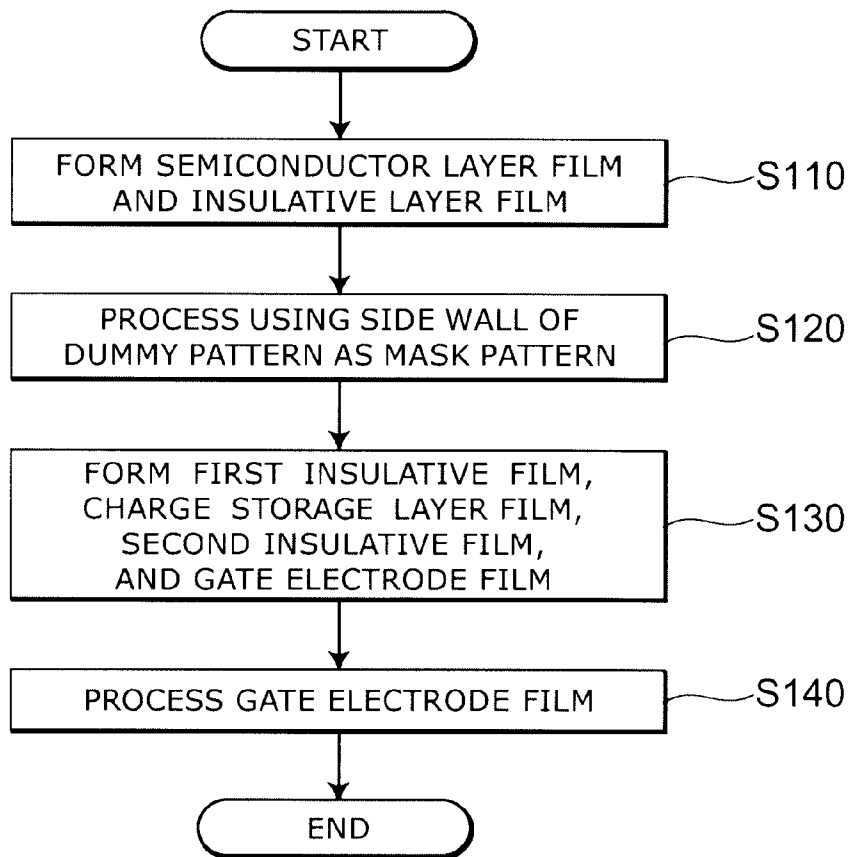 START
FORM SEMICONDUCTOR LAYER FILM
AND INSULATIVE LAYER FILM
S110
PROCESS USING SIDE WALL OF
DUMMY PATTERN AS MASK PATTERN
S120
FORM FIRST INSULATIVE FILM,
CHARGE STORAGE LAYER FILM,
SECOND INSULATIVE FILM,
AND GATE ELECTRODE FILM
S130
PROCESS GATE ELECTRODE FILM
S140
END